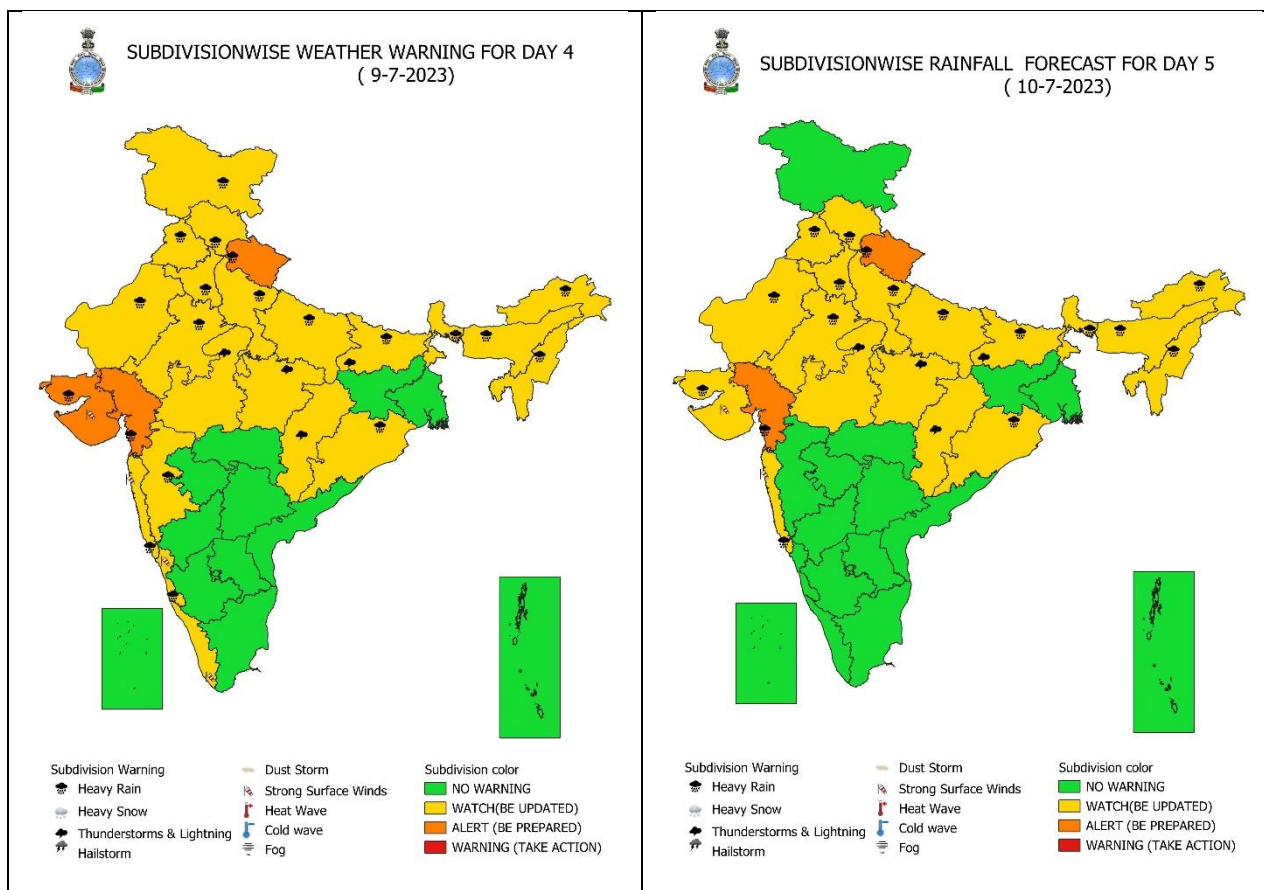 SUBDIVISIONWISE WEATHER WARNING FOR DAY 4
( 9-7-2023)
Subdivision Warning
Heavy Rain
Heavy Snow
Thunderstorms & Lightning
Hailstorm
Dust Storm
Strong Surface Winds
Heat Wave
Cold wave
Fog
Subdivision color
NO WARNING
WATCH(BE UPDATED)
ALERT (BE PREPARED)
WARNING (TAKE ACTION)
SUBDIVISIONWISE RAINFALL FORECAST FOR DAY 5
( 10-7-2023)
Subdivision Warning
Heavy Rain
Heavy Snow
Thunderstorms & Lightning
Hailstorm
Dust Storm
Strong Surface Winds
Heat Wave
Cold wave
Fog
Subdivision color
NO WARNING
WATCH(BE UPDATED)
ALERT (BE PREPARED)
WARNING (TAKE ACTION)